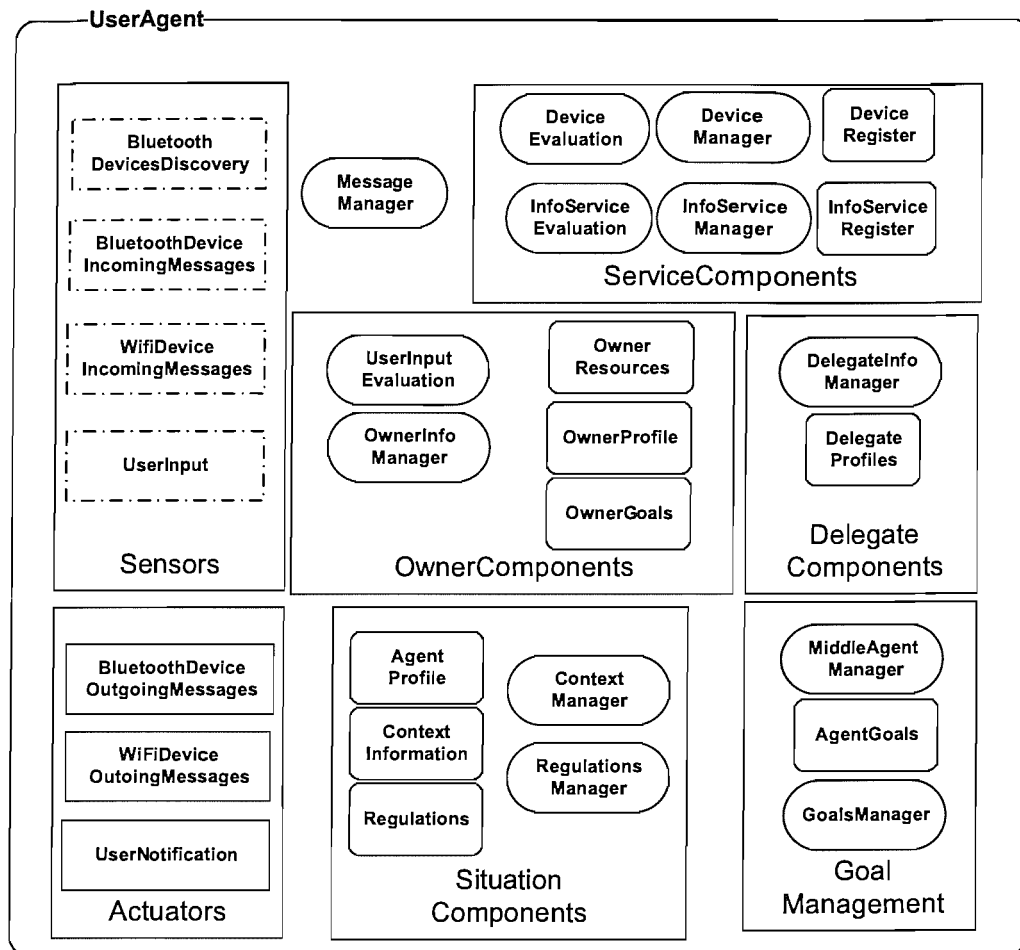 UserAgent
Bluetooth
DevicesDiscovery
BluetoothDevice
IncomingMessages
WifiDevice
IncomingMessages
UserInput
Sensors
Message
Manager
Device
Evaluation
Device
Manager
Device
Register
InfoService
Evaluation
InfoService
Manager
InfoService
Register
ServiceComponents
UserInput
Evaluation
OwnerInfo
Manager
Owner
Resources
OwnerProfile
OwnerGoals
OwnerComponents
DelegateInfo
Manager
Delegate
Profiles
Delegate
Components
BluetoothDevice
OutgoingMessages
WiFiDevice
OutoingMessages
UserNotification
Actuators
Agent
Profile
Context
Information
Regulations
Context
Manager
Regulations
Manager
Situation
Components
MiddleAgent
Manager
AgentGoals
GoalsManager
Goal
Management